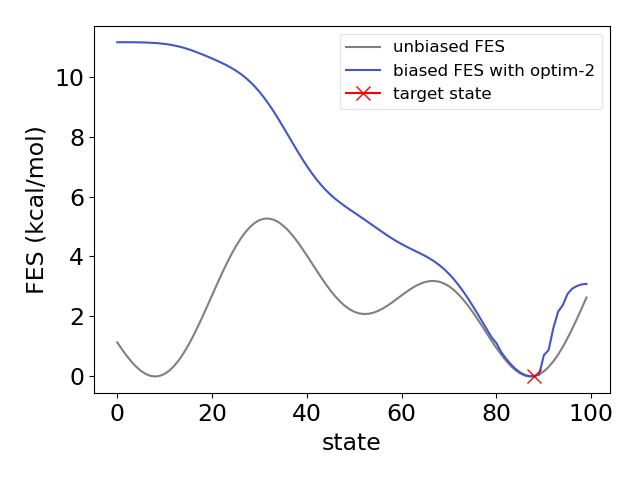 unbiased FES
biased FES with optim-2
target state
FES (kcal/mol)
10
8
6
4
2
0
0 20 40 60 80 100
state